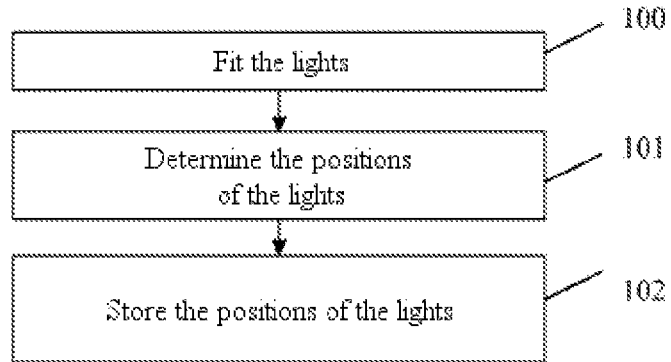 100
Fit the lights
101
Determine the positions
of the lights
102
Store the positions of the lights